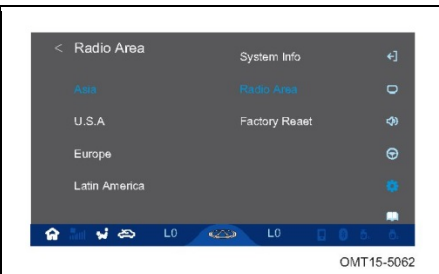 < Radio Area
System Info
Asia
Radio Area
U.S.A
Factory Reaet
Europe
Latin America
L0 L0
OMT15-5062